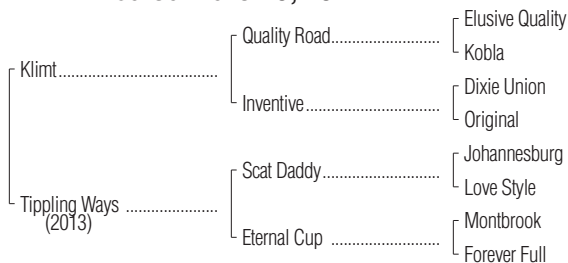 Elusive Quality
Quality Road
Kobla
Klimt
Dixie Union
Inventive
Original
Johannesburg
Scat Daddy
Love Style
Tippling Ways
(2013)
Montbrook
Eternal Cup
Forever Full